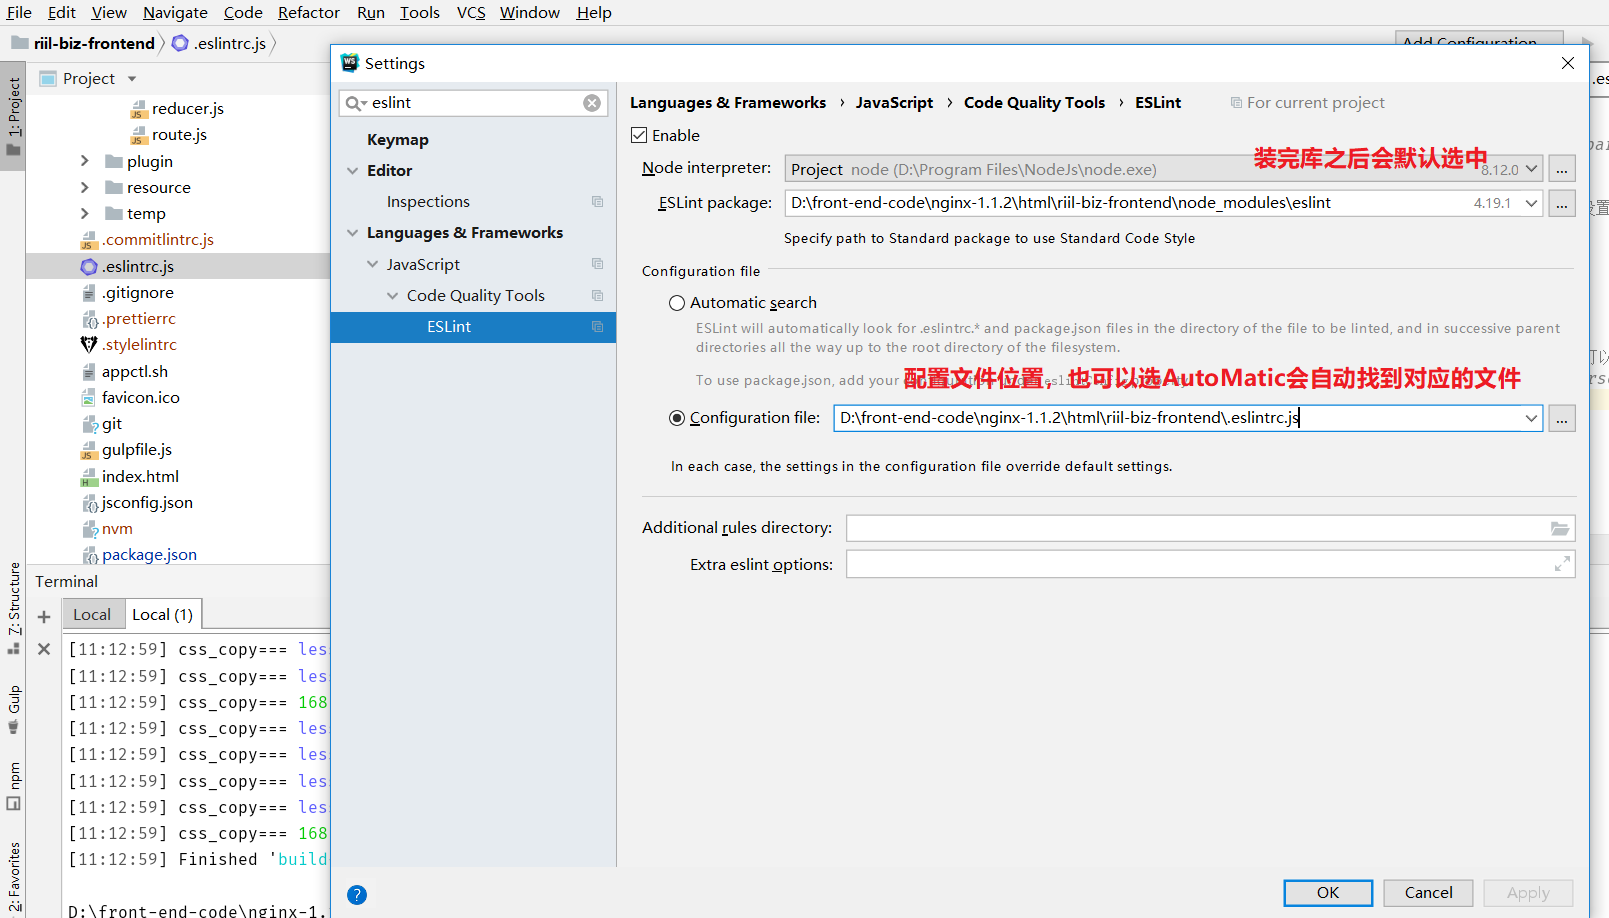 File Edit View Navigate Code Refactor Run Tools VCS Window Help
riil-biz-frontend .eslintrc.js
Add Configuration...
1: Project
Project
reducer.js
route.js
plugin
resource
temp
.commitlintrc.js
.eslintrc.js
.gitignore
.prettierrc
.stylelintrc
appctl.sh
favicon.ico
git
gulpfile.js
index.html
jsconfig.json
nvm
package.json
Z: Structure
Gulp
npm
2: Favorites
Terminal
Local Local (1)
[11:12:59] css_copy=== les
[11:12:59] css_copy=== les
[11:12:59] css_copy=== 168
[11:12:59] css_copy=== les
[11:12:59] css_copy=== les
[11:12:59] css_copy=== les
[11:12:59] css_copy=== les
[11:12:59] css_copy=== 168
[11:12:59] Finished 'build
D:\front-end-code\nginx-1.
Settings
eslint
Keymap
Editor
Inspections
Languages & Frameworks
JavaScript
Code Quality Tools
ESLint
Languages & Frameworks › JavaScript › Code Quality Tools › ESLint For current project
Enable
装完库之后会默认选中
Node interpreter: Project node (D:\Program Files\NodeJs\node.exe) 8.12.0 ...
ESLint package: D:\front-end-code\nginx-1.1.2\html\riil-biz-frontend\node_modules\eslint 4.19.1 ...
Specify path to Standard package to use Standard Code Style
Configuration file
Automatic search
ESLint will automatically look for .eslintrc.* and package.json files in the directory of the file to be linted, and in successive parent
directories all the way up to the root directory of the filesystem.
To use package.json, add your
配置文件位置，也可以选AutoMatic会自动找到对应的文件
Configuration file: D:\front-end-code\nginx-1.1.2\html\riil-biz-frontend\.eslintrc.js ...
In each case, the settings in the configuration file override default settings.
Additional rules directory:
Extra eslint options:
?
OK Cancel Apply